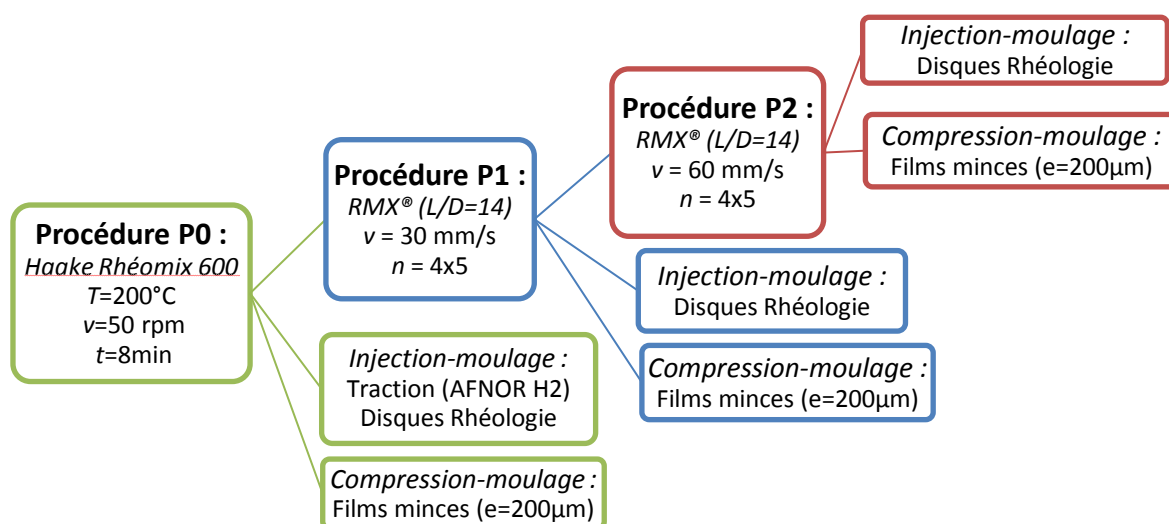 Procédure P0 :
Haake Rhéomix 600
T=200°C
v=50 rpm
t=8min
Procédure P1 :
RMX® (L/D=14)
v = 30 mm/s
n = 4x5
Procédure P2 :
RMX® (L/D=14)
v = 60 mm/s
n = 4x5
Injection-moulage :
Disques Rhéologie
Compression-moulage :
Films minces (e=200µm)
Injection-moulage :
Disques Rhéologie
Compression-moulage :
Films minces (e=200µm)
Injection-moulage :
Traction (AFNOR H2)
Disques Rhéologie
Compression-moulage :
Films minces (e=200µm)